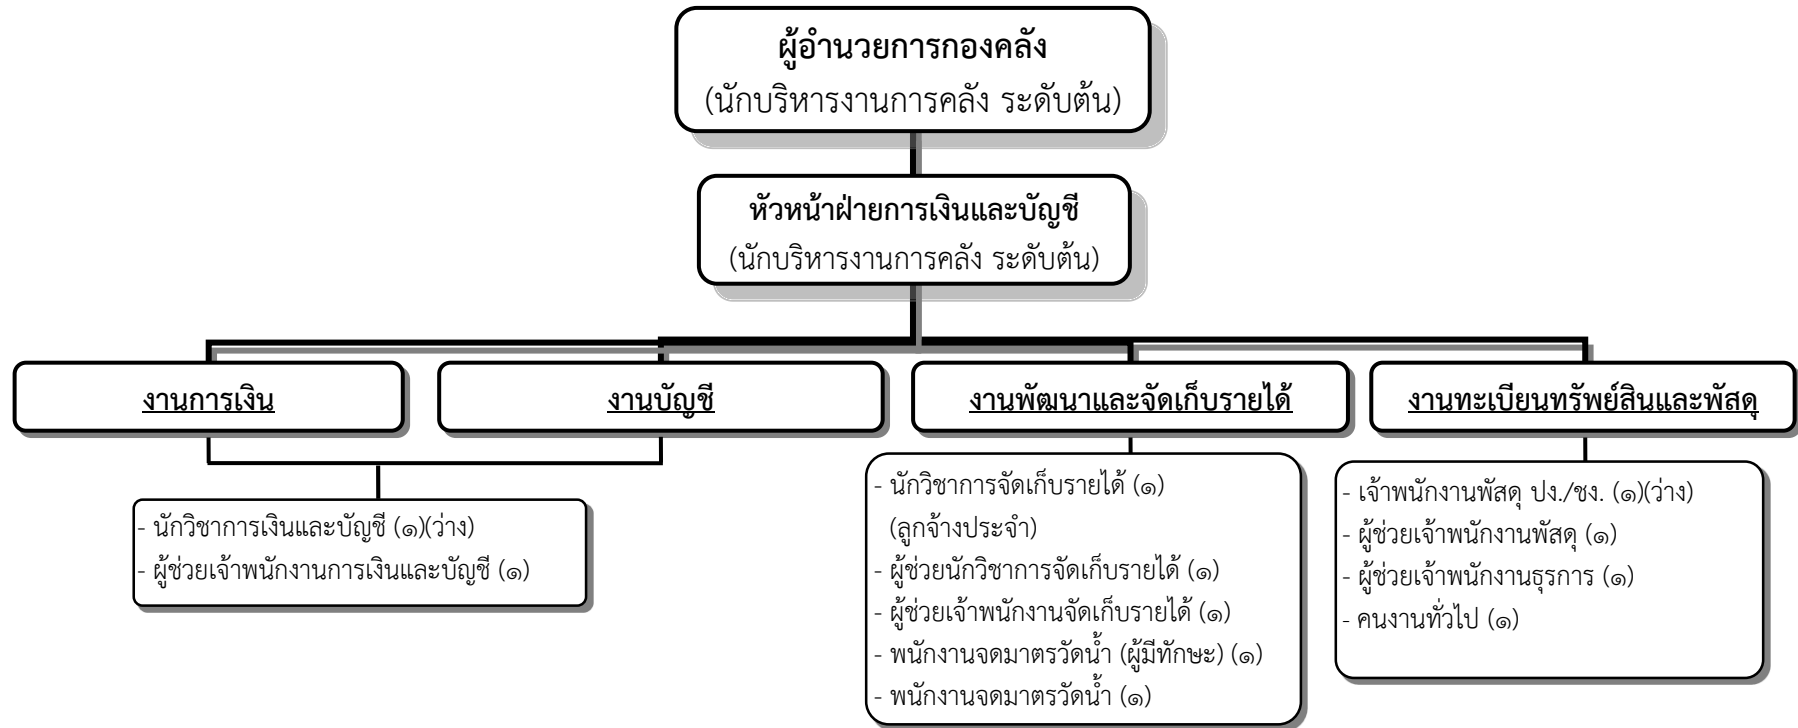 ผู้อำนวยการกองคลัง
(นักบริหารงานการคลัง ระดับต้น)
หัวหน้าฝ่ายการเงินและบัญชี
(นักบริหารงานการคลัง ระดับต้น)
งานการเงิน
งานบัญชี
งานพัฒนาและจัดเก็บรายได้
งานทะเบียนทรัพย์สินและพัสดุ
- นักวิชาการเงินและบัญชี (๑)(ว่าง)
- ผู้ช่วยเจ้าพนักงานการเงินและบัญชี (๑)
- นักวิชาการจัดเก็บรายได้ (๑)
(ลูกจ้างประจำ)
- ผู้ช่วยนักวิชาการจัดเก็บรายได้ (๑)
- ผู้ช่วยเจ้าพนักงานจัดเก็บรายได้ (๑)
- พนักงานจดมาตรวัดน้ำ (ผู้มีทักษะ) (๑)
- พนักงานจดมาตรวัดน้ำ (๑)
- เจ้าพนักงานพัสดุ ปง./ชง. (๑)(ว่าง)
- ผู้ช่วยเจ้าพนักงานพัสดุ (๑)
- ผู้ช่วยเจ้าพนักงานธุรการ (๑)
- คนงานทั่วไป (๑)